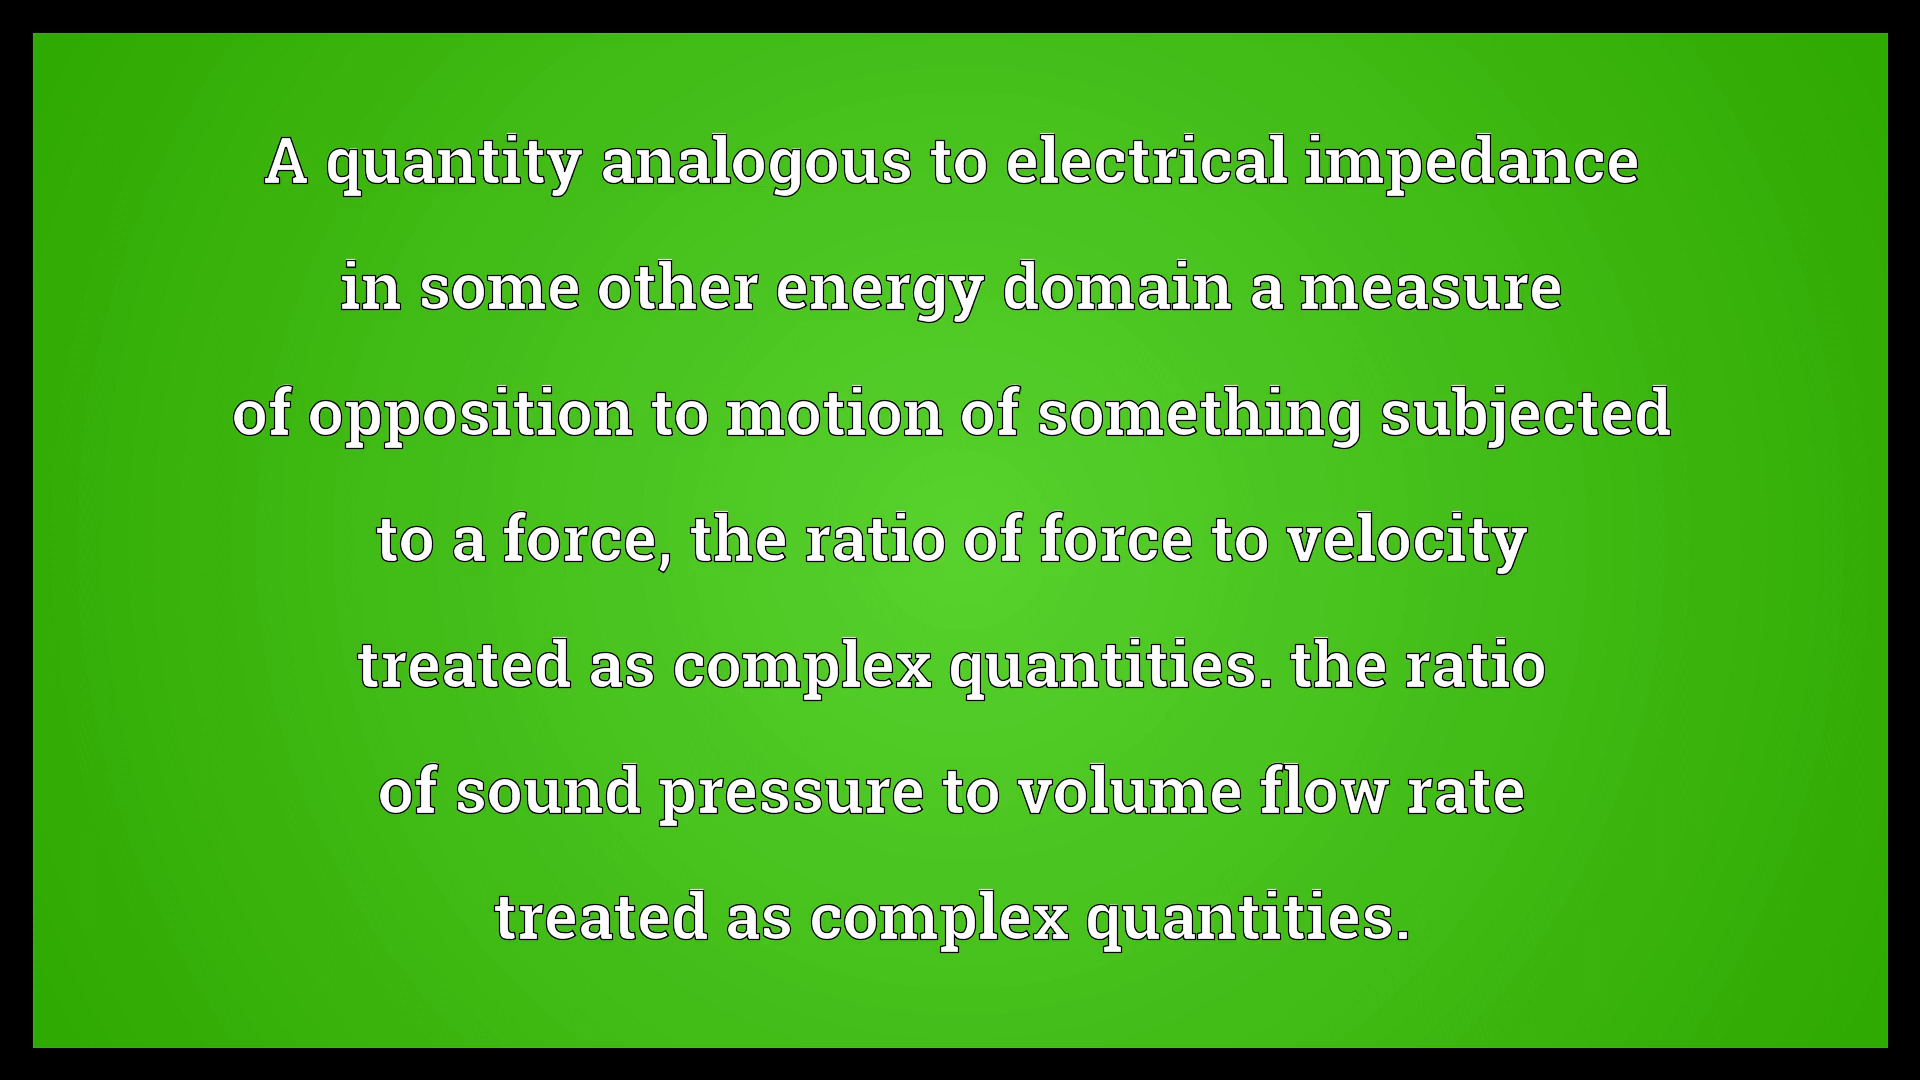 A quantity analogous to electrical impedance
in some other energy domain a measure
of opposition to motion of something subjected
to a force, the ratio of force to velocity
treated as complex quantities. the ratio
of sound pressure to volume flow rate
treated as complex quantities.